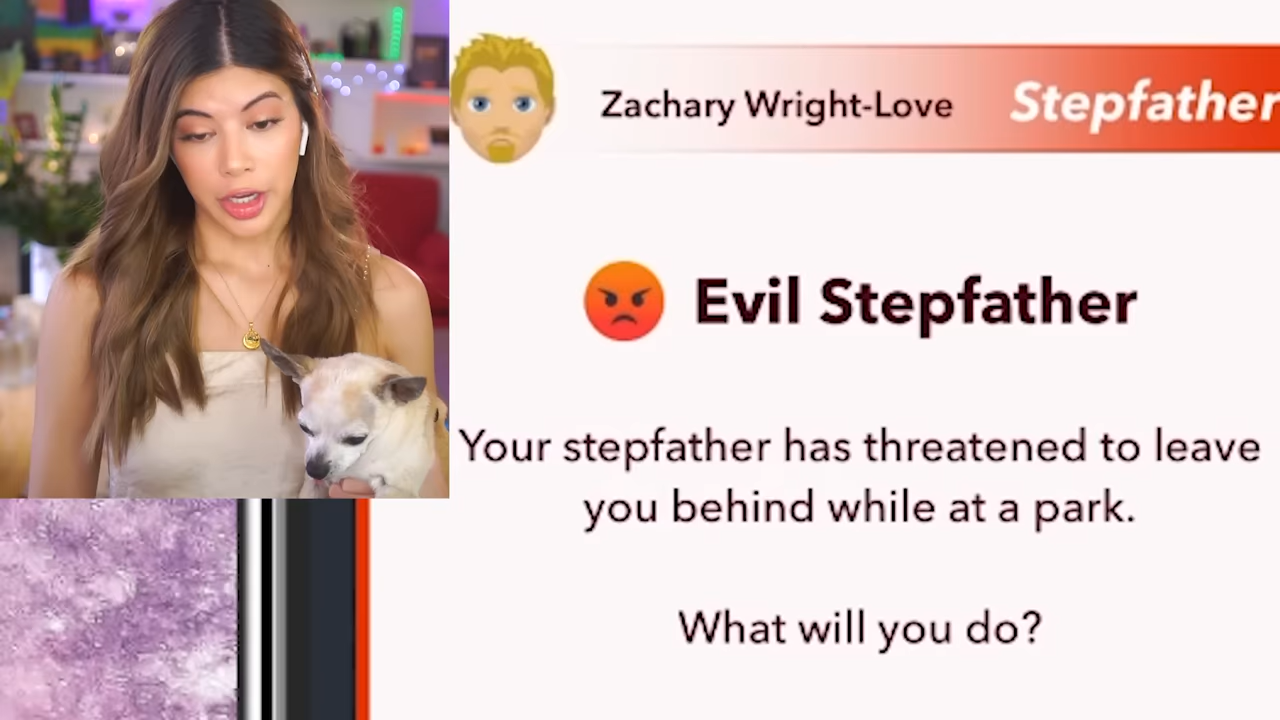 Zachary Wright-Love
Stepfather
Evil Stepfather
Your stepfather has threatened to leave
you behind while at a park.
What will you do?